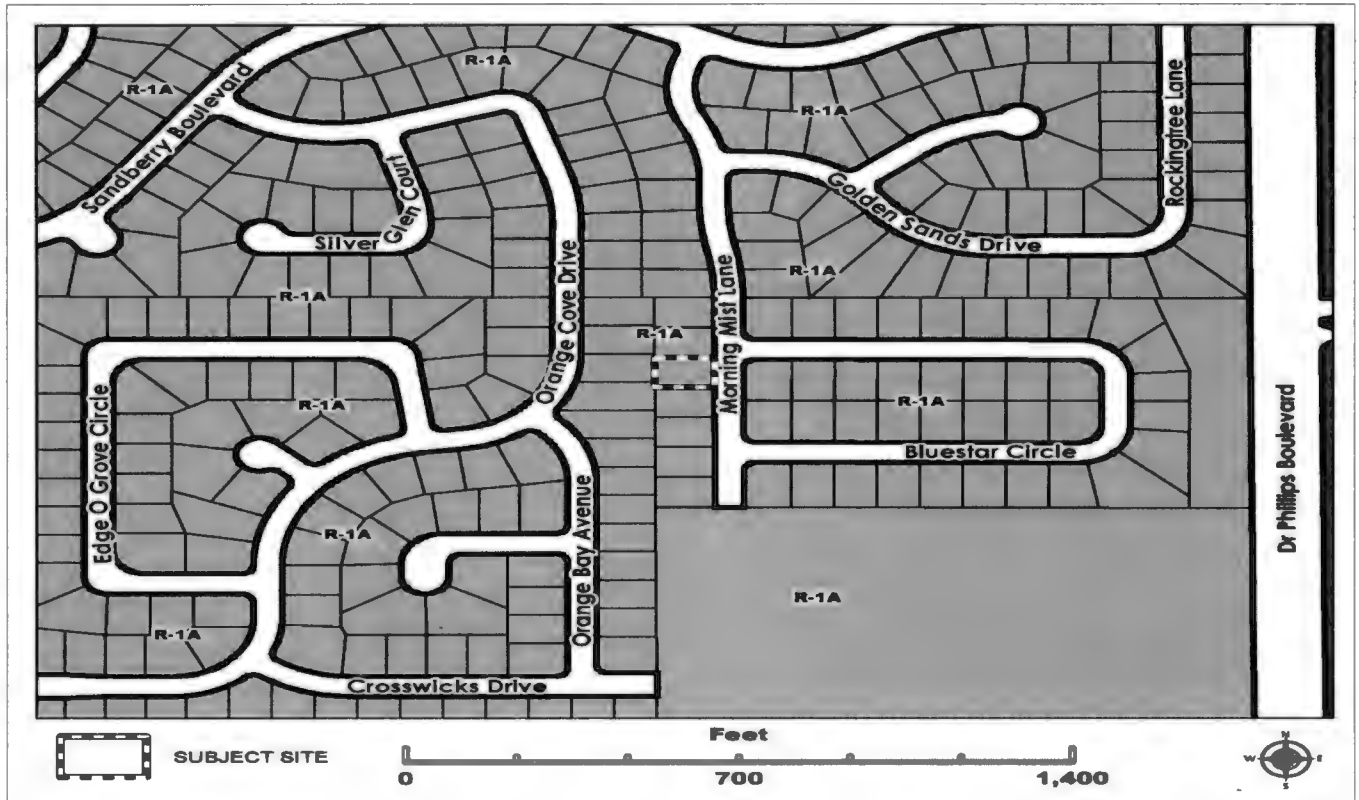 R-1A
R-1A
R-1A
Sandberry Boulevard
Rockingtree Lane
Glen Court
Golden Sands Drive
Silver
R-1A
R-1A
Orange Cove Drive
Morning Mist Lane
R-1A
R-1A
R-1A
Edge O Grove Circle
Bluestar Circle
Dr Phillips Boulevard
R-1A
Orange Bay Avenue
R-1A
R-1A
Crosswicks Drive
SUBJECT SITE
Feet
0 700 1,400
N
W E
S